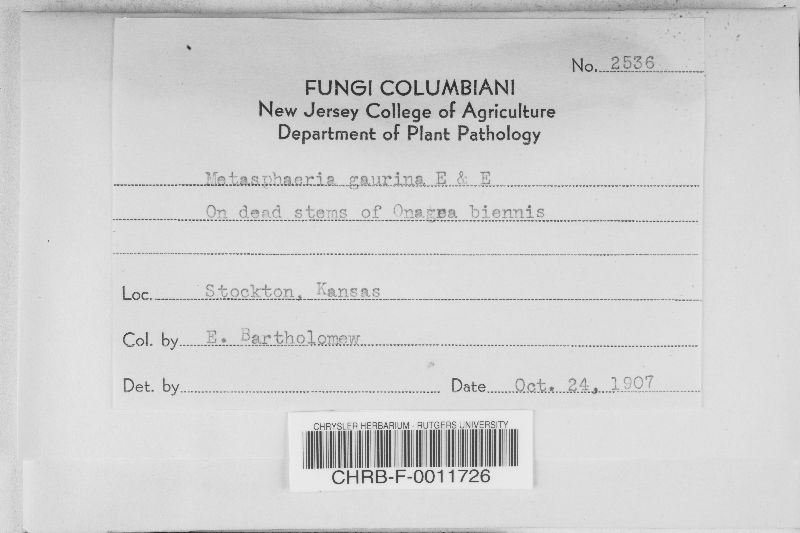 No. 2536
FUNGI COLUMBIANI
New Jersey College of Agriculture
Department of Plant Pathology
Metasphaeria gaurina E & E
On dead stems of Onagra biennis
Loc. Stockton, Kansas
Col. by E. Bartholomew
Det. by Date Oct. 24, 1907
CHRYSLER HERBARIUM - RUTGERS UNIVERSITY
CHRB-F-0011726